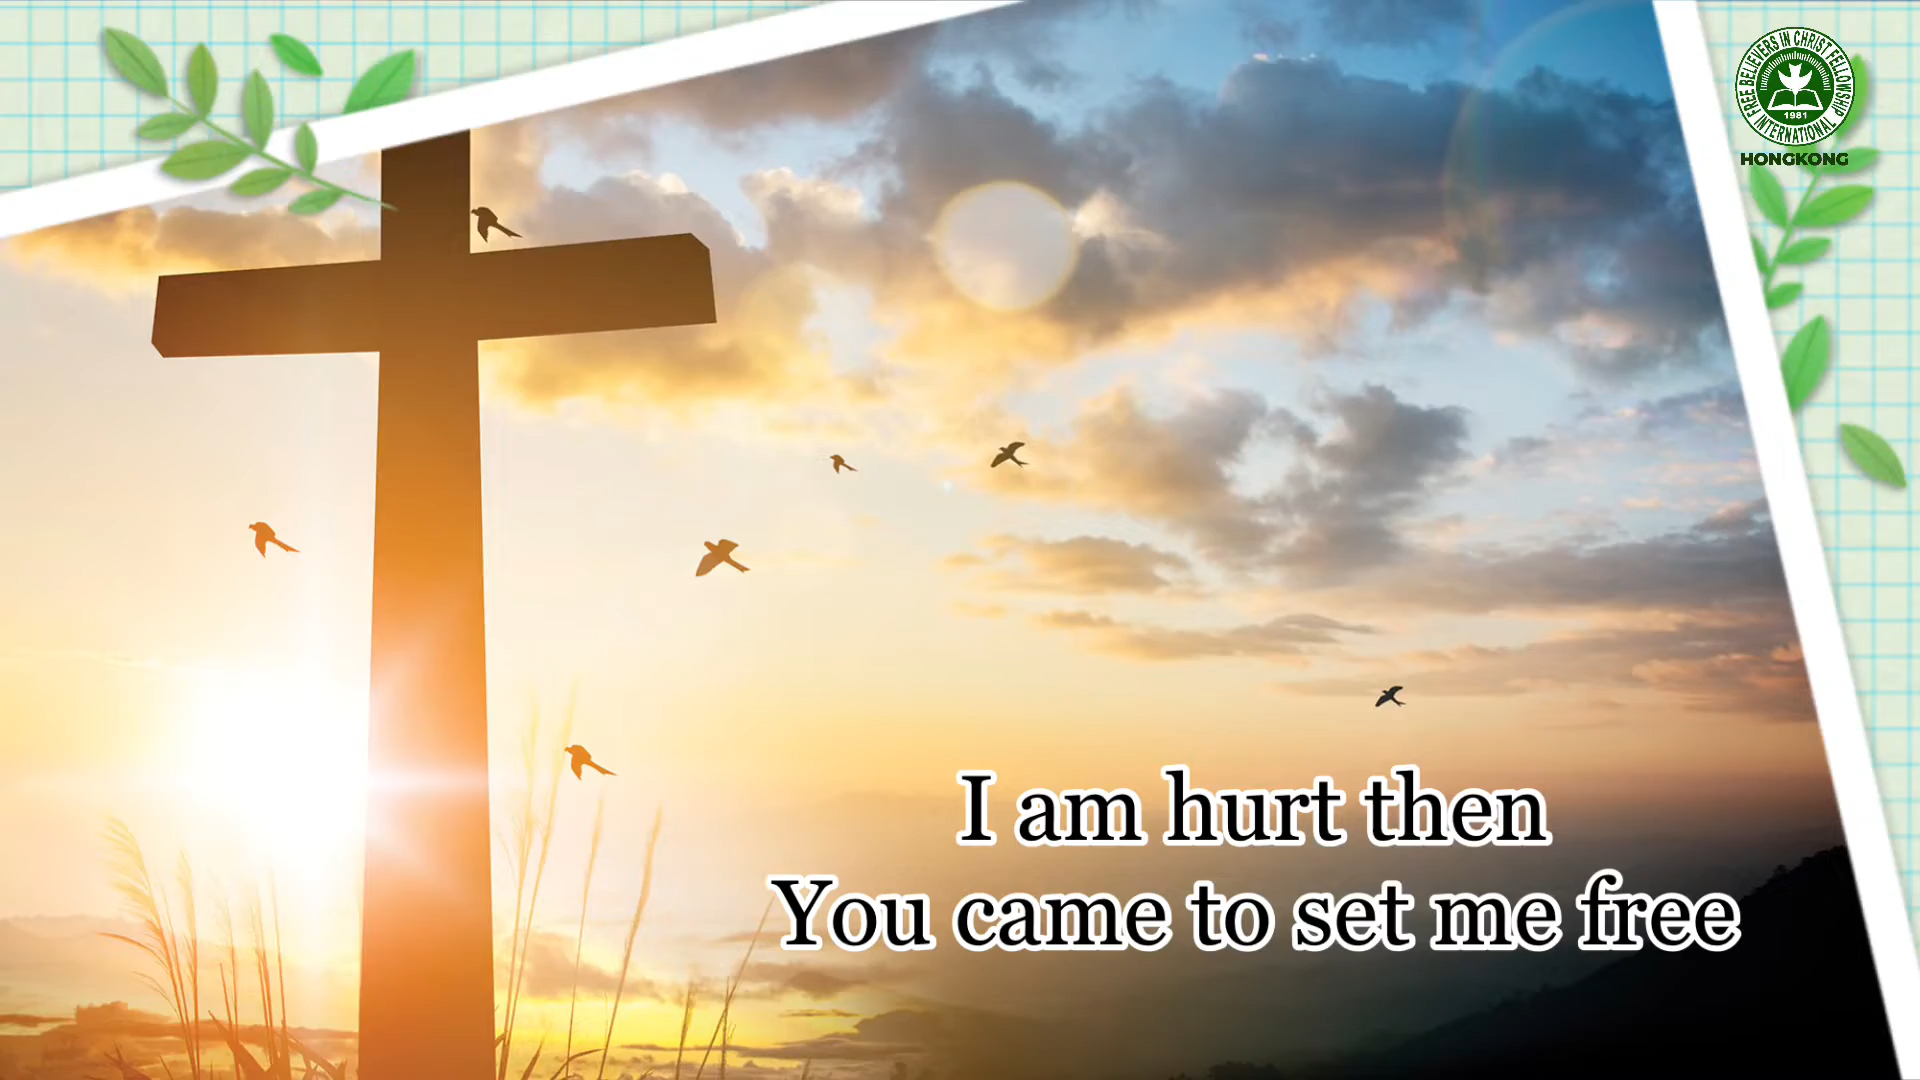 FREE BELIEVERS IN CHRIST FELLOWSHIP
INTERNATIONAL
1981
HONGKONG
I am hurt then
You came to set me free